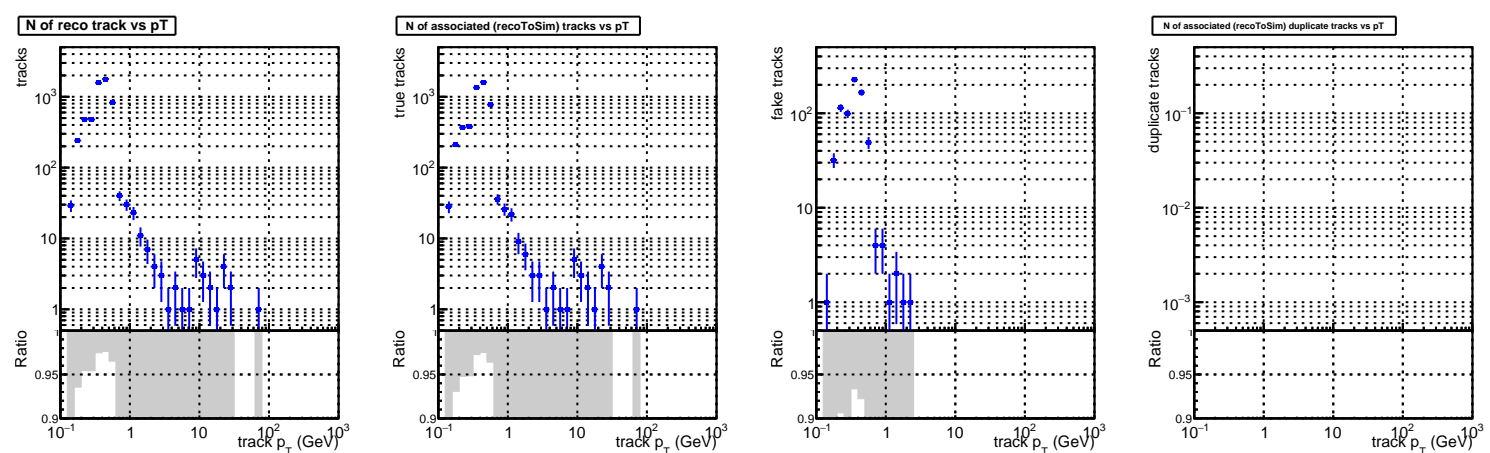 N of reco track vs pT
tracks
10³
10²
10
1
Ratio
1
0.95
0.9
10⁻¹ 1 10 10² 10³
track p_T (GeV)
N of associated (recoToSim) tracks vs pT
true tracks
10³
10²
10
1
Ratio
1
0.95
0.9
10⁻¹ 1 10 10² 10³
track p_T (GeV)
fake tracks
10²
10
1
Ratio
1
0.95
0.9
10⁻¹ 1 10 10² 10³
track p_T (GeV)
N of associated (recoToSim) duplicate tracks vs pT
duplicate tracks
10⁻¹
10⁻²
10⁻³
Ratio
1
0.95
0.9
10⁻¹ 1 10 10² 10³
track p_T (GeV)